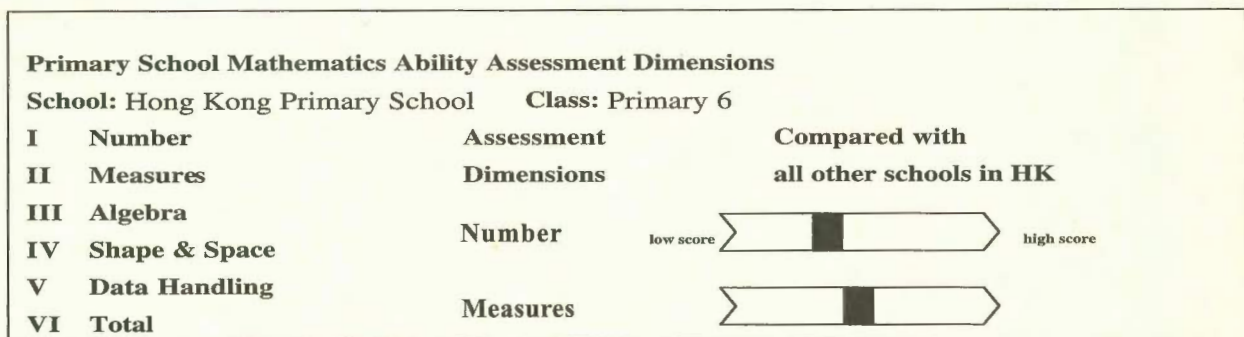 Primary School Mathematics Ability Assessment Dimensions
School: Hong Kong Primary School Class: Primary 6
I Number
II Measures
III Algebra
IV Shape & Space
V Data Handling
VI Total
Assessment
Dimensions
Compared with
all other schools in HK
Number low score high score
Measures